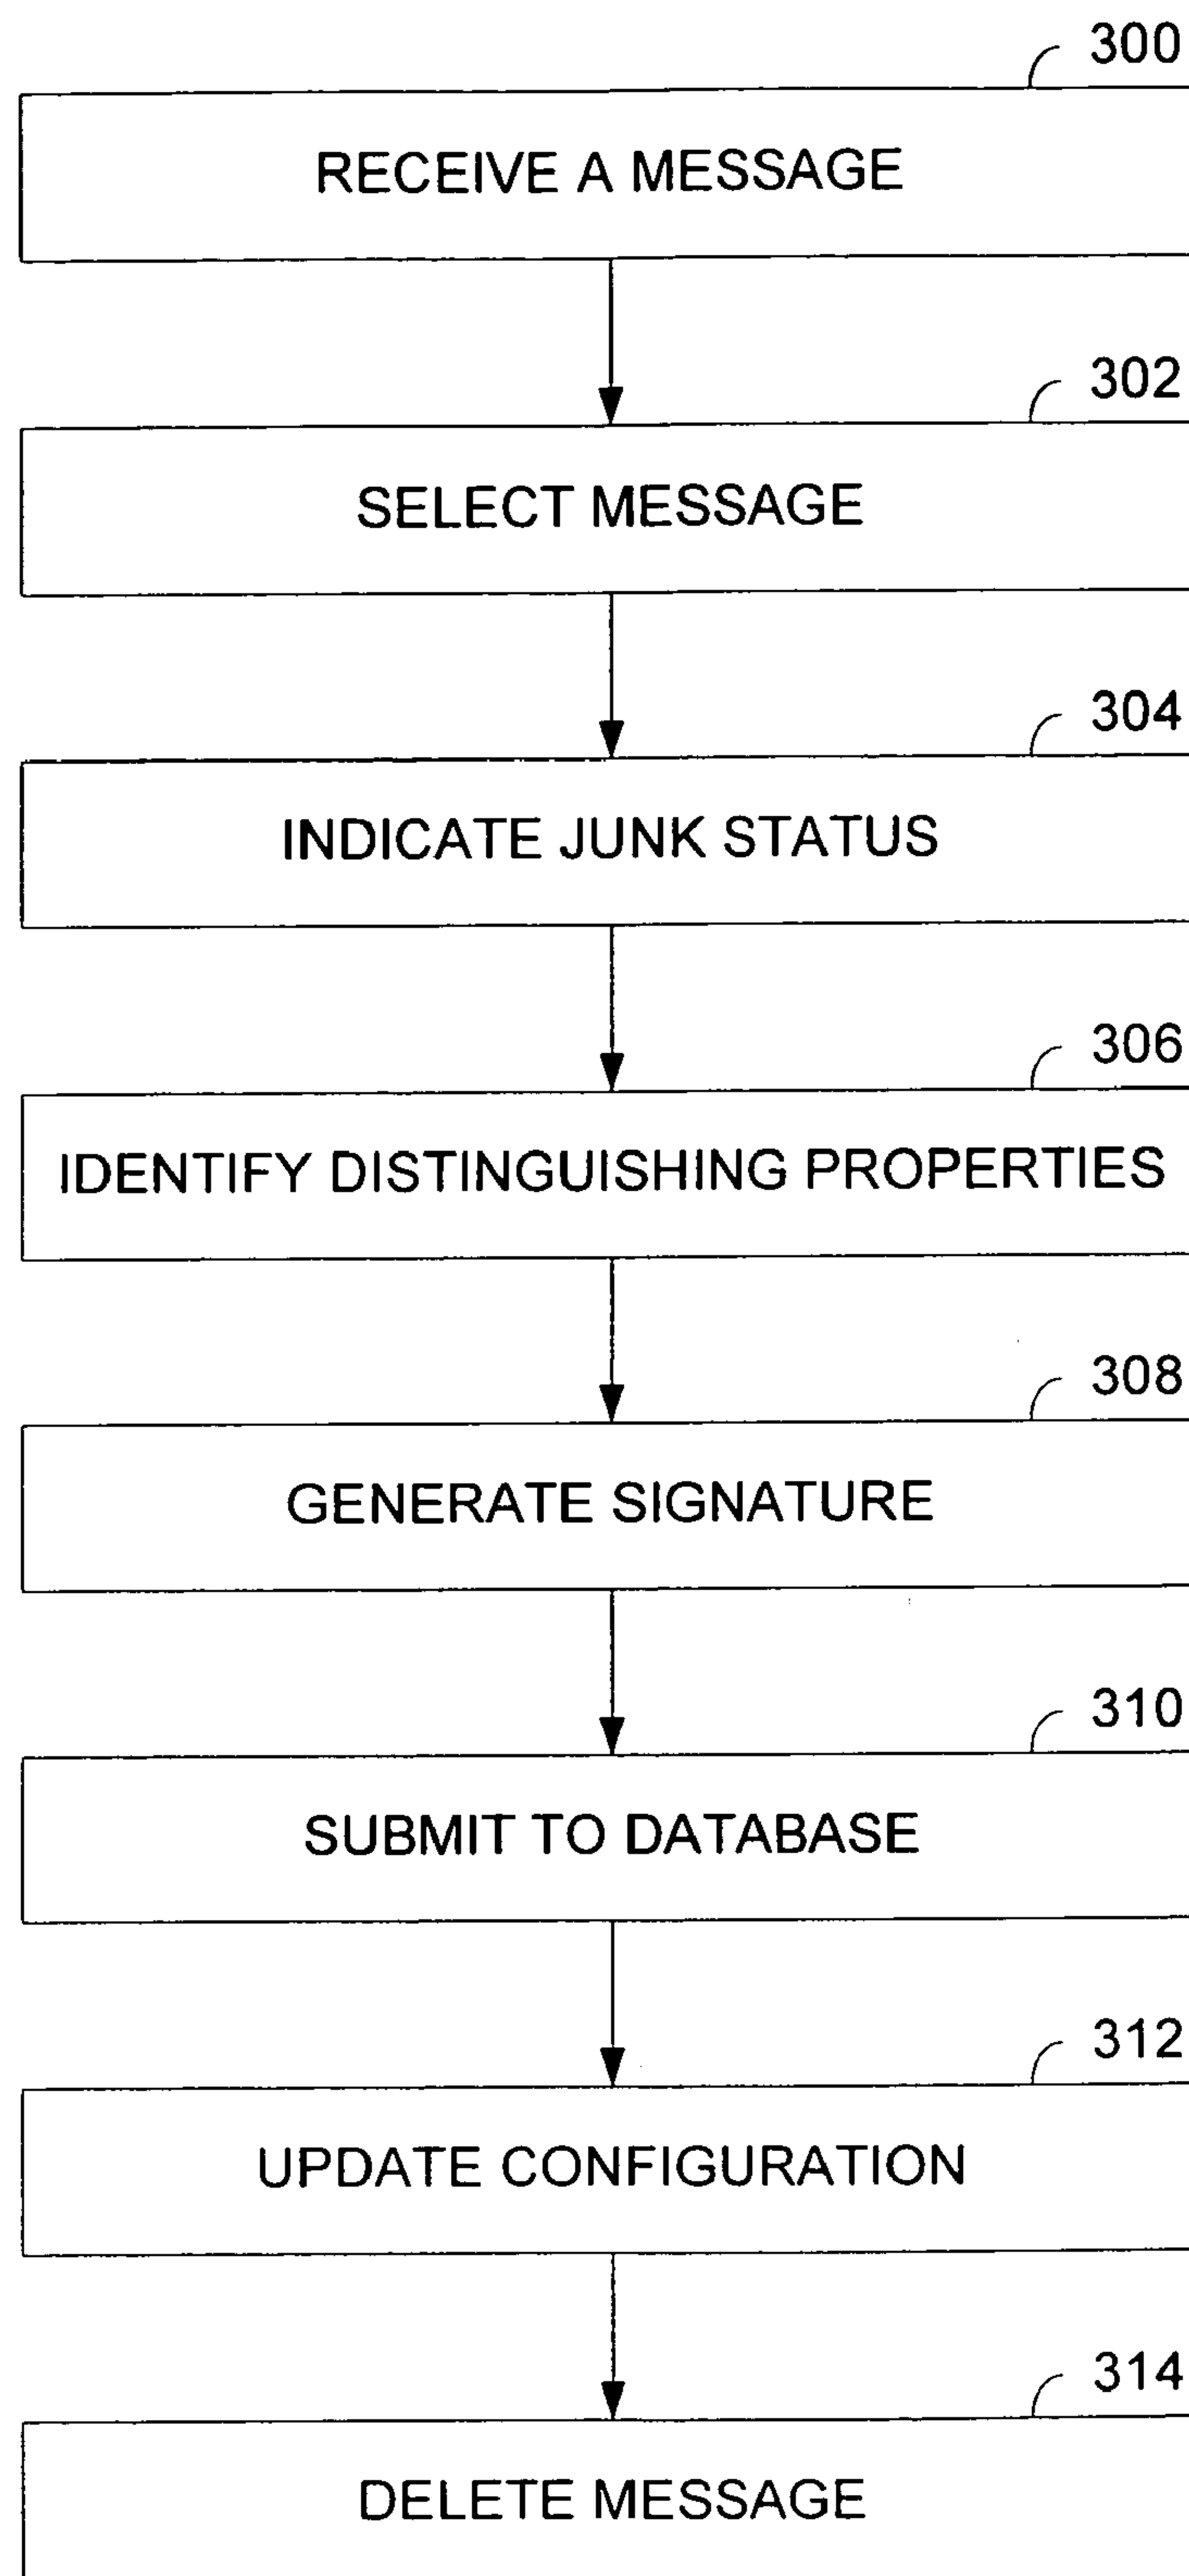 300
RECEIVE A MESSAGE
302
SELECT MESSAGE
304
INDICATE JUNK STATUS
306
IDENTIFY DISTINGUISHING PROPERTIES
308
GENERATE SIGNATURE
310
SUBMIT TO DATABASE
312
UPDATE CONFIGURATION
314
DELETE MESSAGE